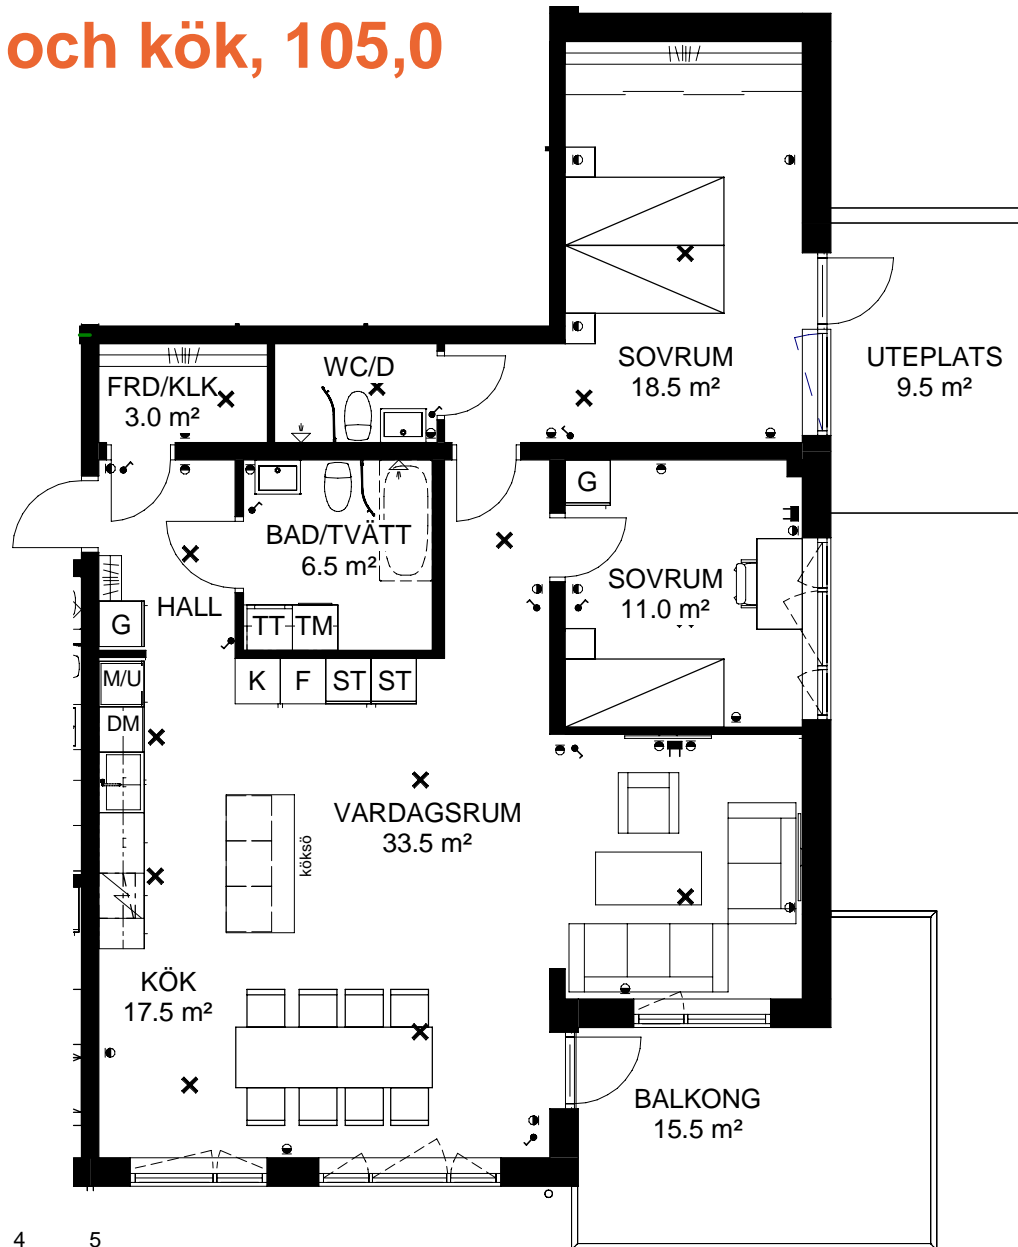 och kök, 105,0
WC/D
FRD/KLK
3.0 m²
SOVRUM
18.5 m²
UTEPLATS
9.5 m²
G
BAD/TVÄTT
6.5 m²
SOVRUM
11.0 m²
HALL
G
TT TM
M/U
K F ST ST
DM
VARDAGSRUM
33.5 m²
köksö
KÖK
17.5 m²
BALKONG
15.5 m²
4 5